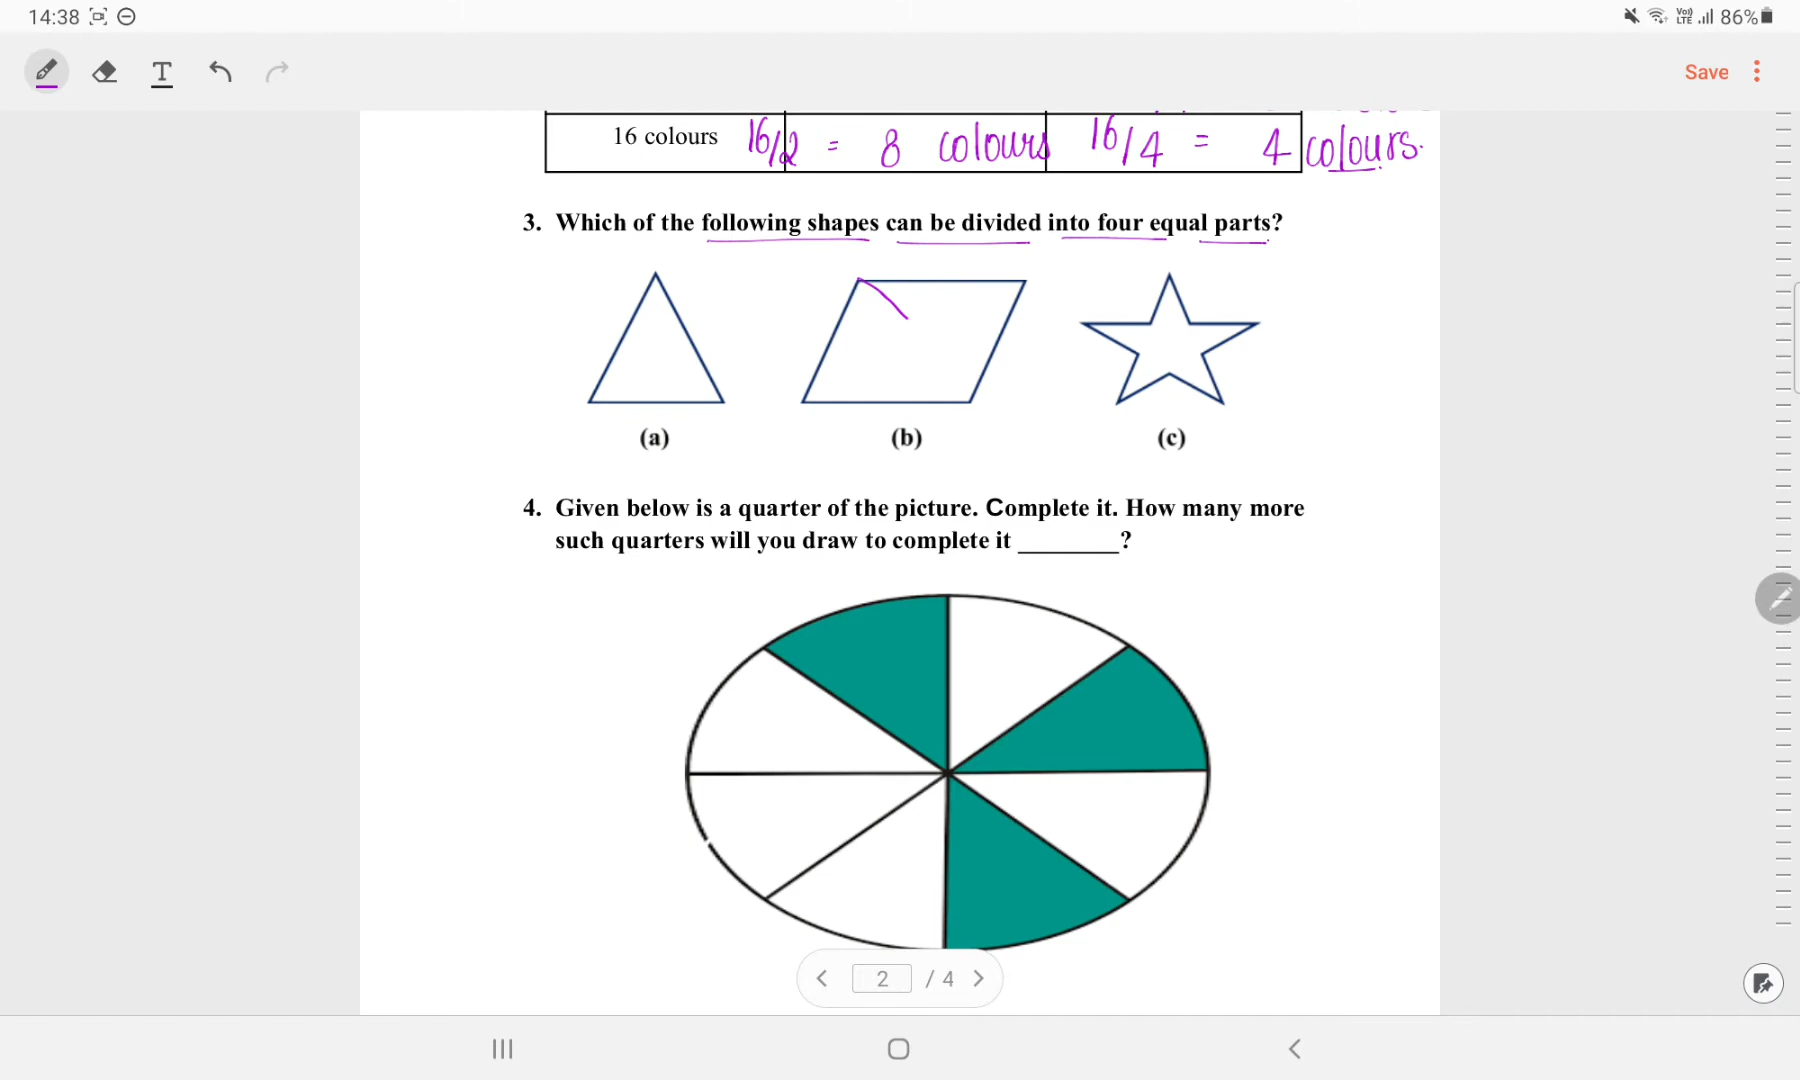 14:38
Vo)) LTE 86%
T
Save
16 colours 16/2 = 8 colours 16/4 = 4 colours.
3. Which of the following shapes can be divided into four equal parts?
(a) (b) (c)
4. Given below is a quarter of the picture. Complete it. How many more
such quarters will you draw to complete it ________?
2 / 4